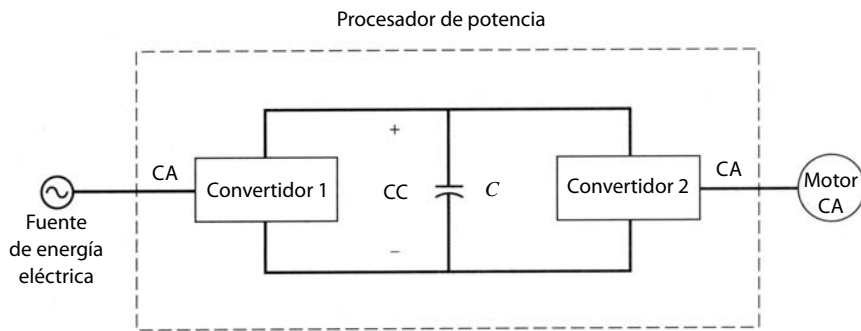 Procesador de potencia
CA
Convertidor 1
+
CC
−
C
Convertidor 2
CA
Motor
CA
Fuente
de energía
eléctrica